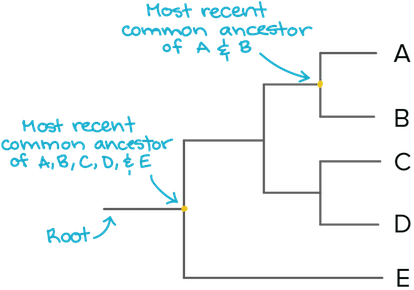 Most recent
common ancestor
of A & B
A
B
Most recent
common ancestor
of A, B, C, D, & E
C
Root
D
E